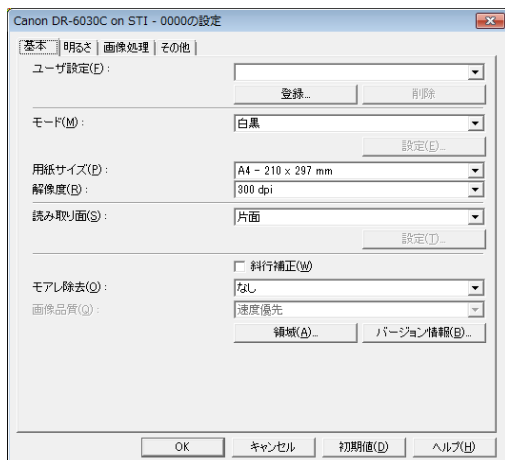 Canon DR-6030C on STI - 0000の設定
基本 明るさ 画像処理 その他
ユーザ設定(F):
登録... 削除
モード(M): 白黒
設定(E)...
用紙サイズ(P): A4 - 210 x 297 mm
解像度(R): 300 dpi
読み取り面(S): 片面
設定(T)...
斜行補正(W)
モアレ除去(O): なし
画像品質(Q): 速度優先
領域(A)... バージョン情報(B)...
OK キャンセル 初期値(D) ヘルプ(H)